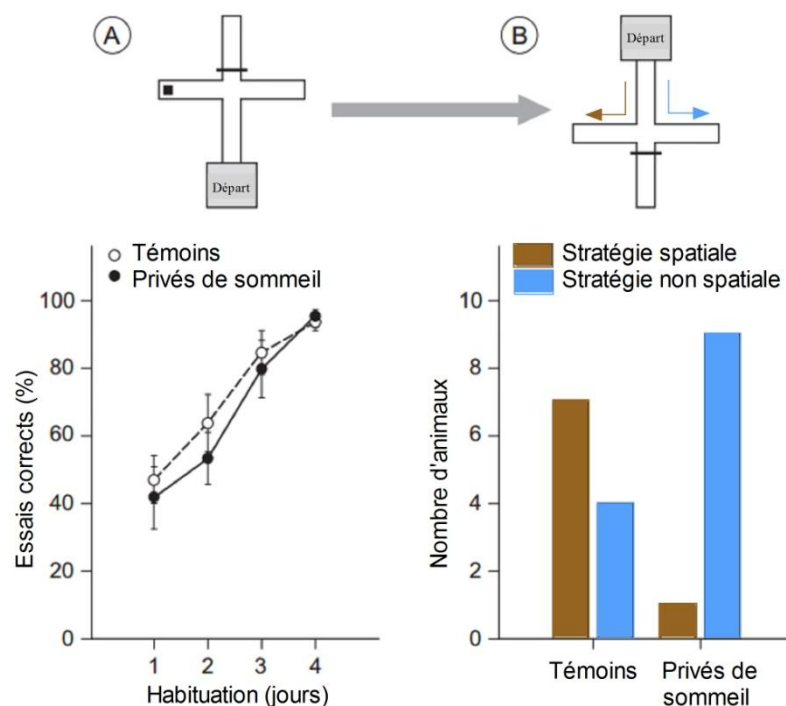 A
B
Départ
Départ
Témoins
Privés de sommeil
Essais corrects (%)
100
80
60
40
20
0
1 2 3 4
Habituation (jours)
Stratégie spatiale
Stratégie non spatiale
Nombre d'animaux
10
8
6
4
2
0
Témoins
Privés de
sommeil